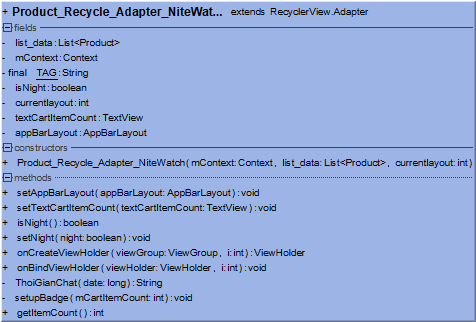 + Product_Recycle_Adapter_NiteWat... extends RecyclerView.Adapter
fields
- list_data : List<Product>
- mContext : Context
- final TAG : String
- isNight : boolean
- currentlayout : int
- textCartItemCount : TextView
- appBarLayout : AppBarLayout
constructors
+ Product_Recycle_Adapter_NiteWatch ( mContext : Context , list_data : List<Product> , currentlayout : int )
methods
+ setAppBarLayout ( appBarLayout : AppBarLayout ) : void
+ setTextCartItemCount ( textCartItemCount : TextView ) : void
+ isNight ( ) : boolean
+ setNight ( night : boolean ) : void
+ onCreateViewHolder ( viewGroup : ViewGroup , i : int ) : ViewHolder
+ onBindViewHolder ( viewHolder : ViewHolder , i : int ) : void
- ThoiGianChat ( date : long ) : String
- setupBadge ( mCartItemCount : int ) : void
+ getItemCount ( ) : int